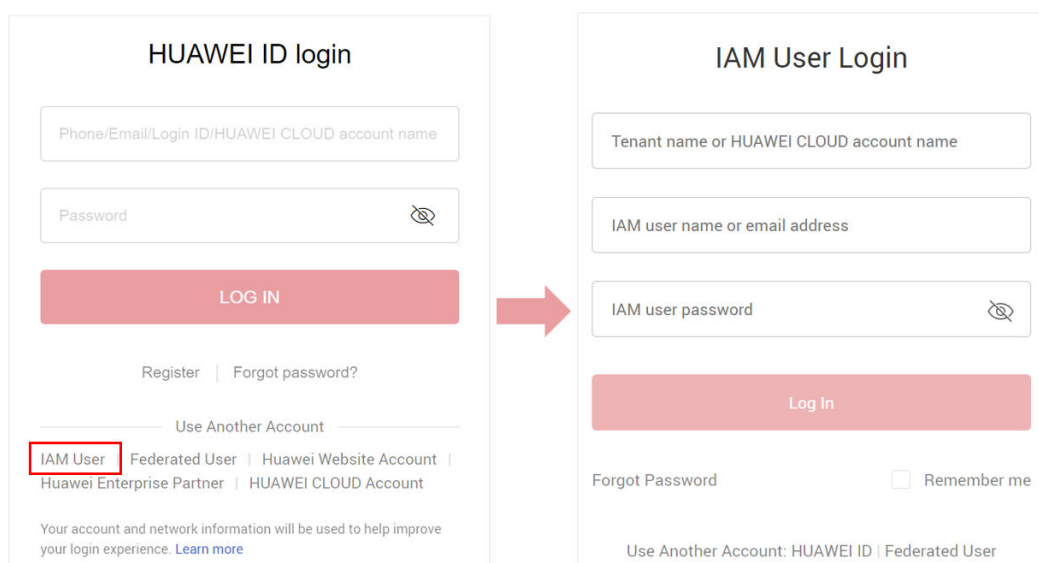 HUAWEI ID login
Phone/Email/Login ID/HUAWEI CLOUD account name
Password
LOG IN
Register | Forgot password?
Use Another Account
IAM User | Federated User | Huawei Website Account |
Huawei Enterprise Partner | HUAWEI CLOUD Account
Your account and network information will be used to help improve
your login experience. Learn more
IAM User Login
Tenant name or HUAWEI CLOUD account name
IAM user name or email address
IAM user password
Log In
Forgot Password
Remember me
Use Another Account: HUAWEI ID | Federated User